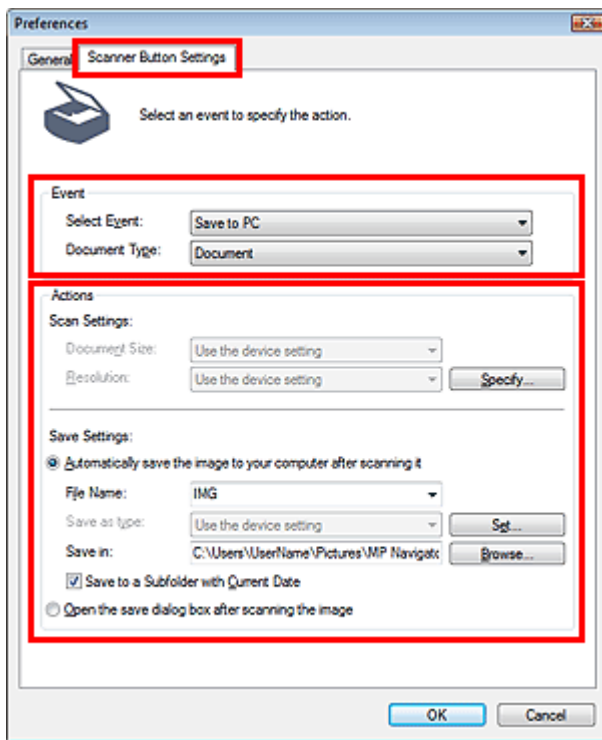 Preferences
General Scanner Button Settings
Select an event to specify the action.
Event
Select Event: Save to PC
Document Type: Document
Actions
Scan Settings:
Document Size: Use the device setting
Resolution: Use the device setting Specify...
Save Settings:
Automatically save the image to your computer after scanning it
File Name: IMG
Save as type: Use the device setting Set...
Save in: C:\Users\UserName\Pictures\MP Navigato Browse...
Save to a Subfolder with Current Date
Open the save dialog box after scanning the image
OK Cancel